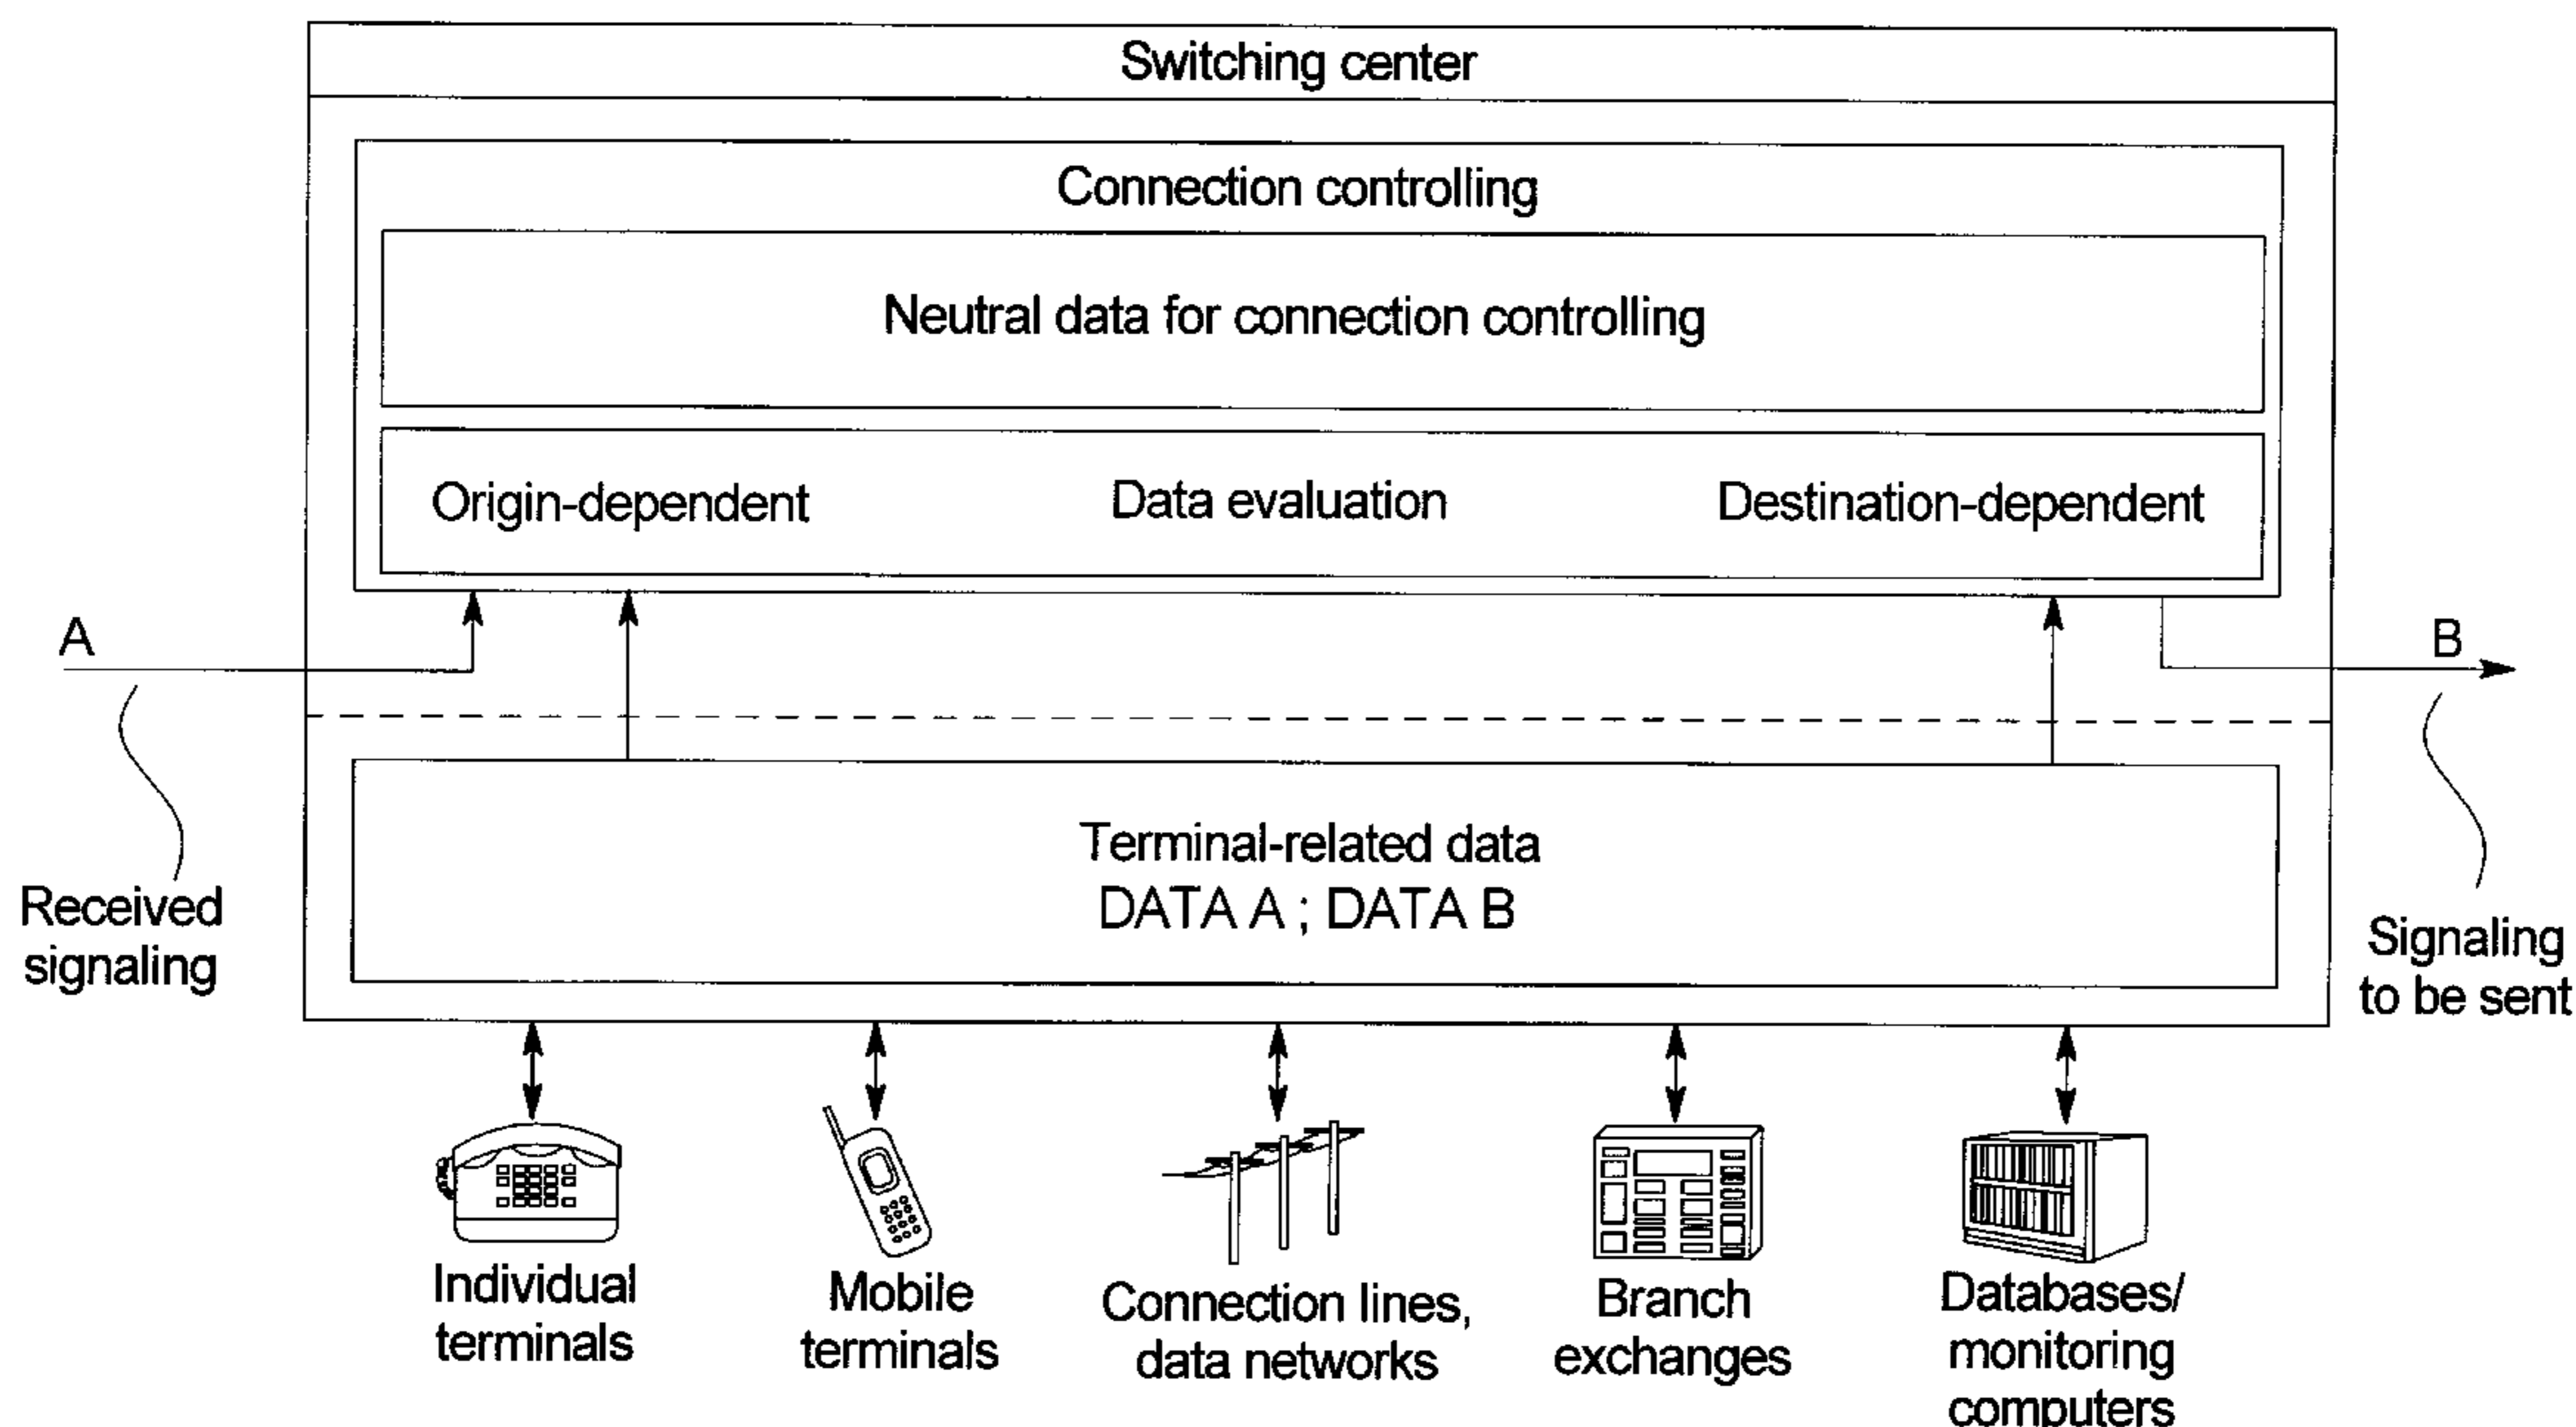 Switching center
Connection controlling
Neutral data for connection controlling
Origin-dependent Data evaluation Destination-dependent
A
B
Received
signaling
Terminal-related data
DATA A ; DATA B
Signaling
to be sent
Individual
terminals
Mobile
terminals
Connection lines,
data networks
Branch
exchanges
Databases/
monitoring
computers